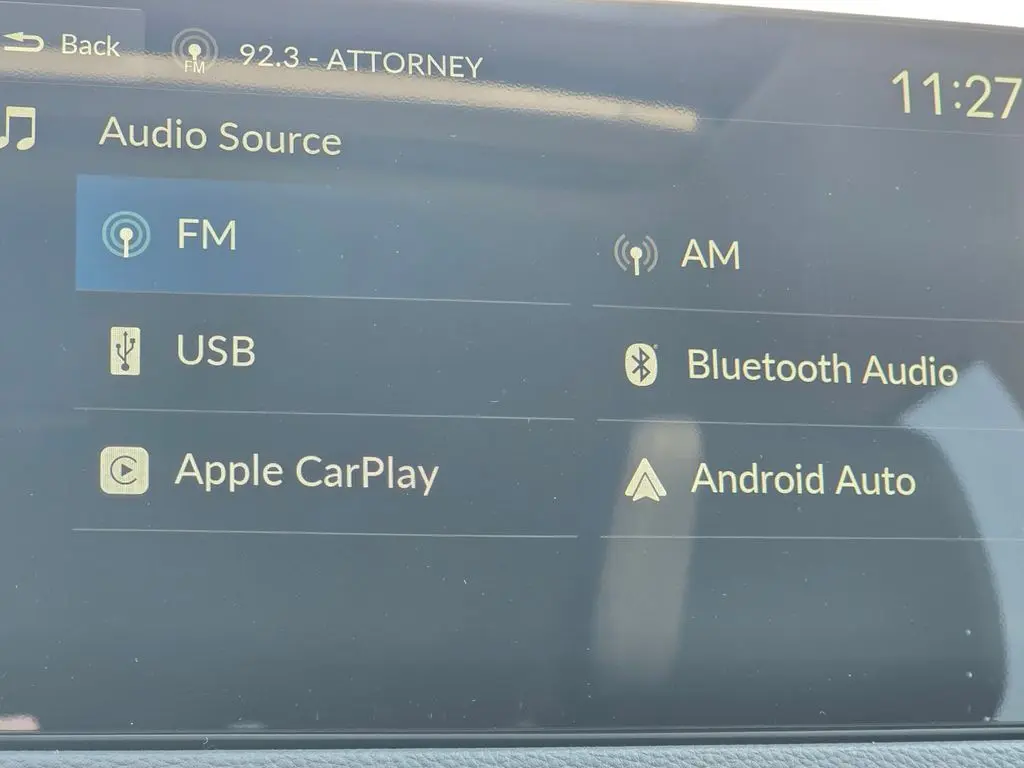 Back
FM
92.3 - ATTORNEY
11:27
Audio Source
FM
AM
USB
Bluetooth Audio
Apple CarPlay
Android Auto